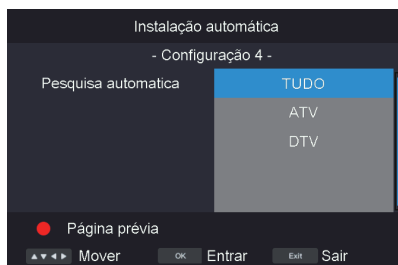 Instalação automática
- Configuração 4 -
Pesquisa automatica TUDO
ATV
DTV
Página prévia
Mover OK Entrar Exit Sair